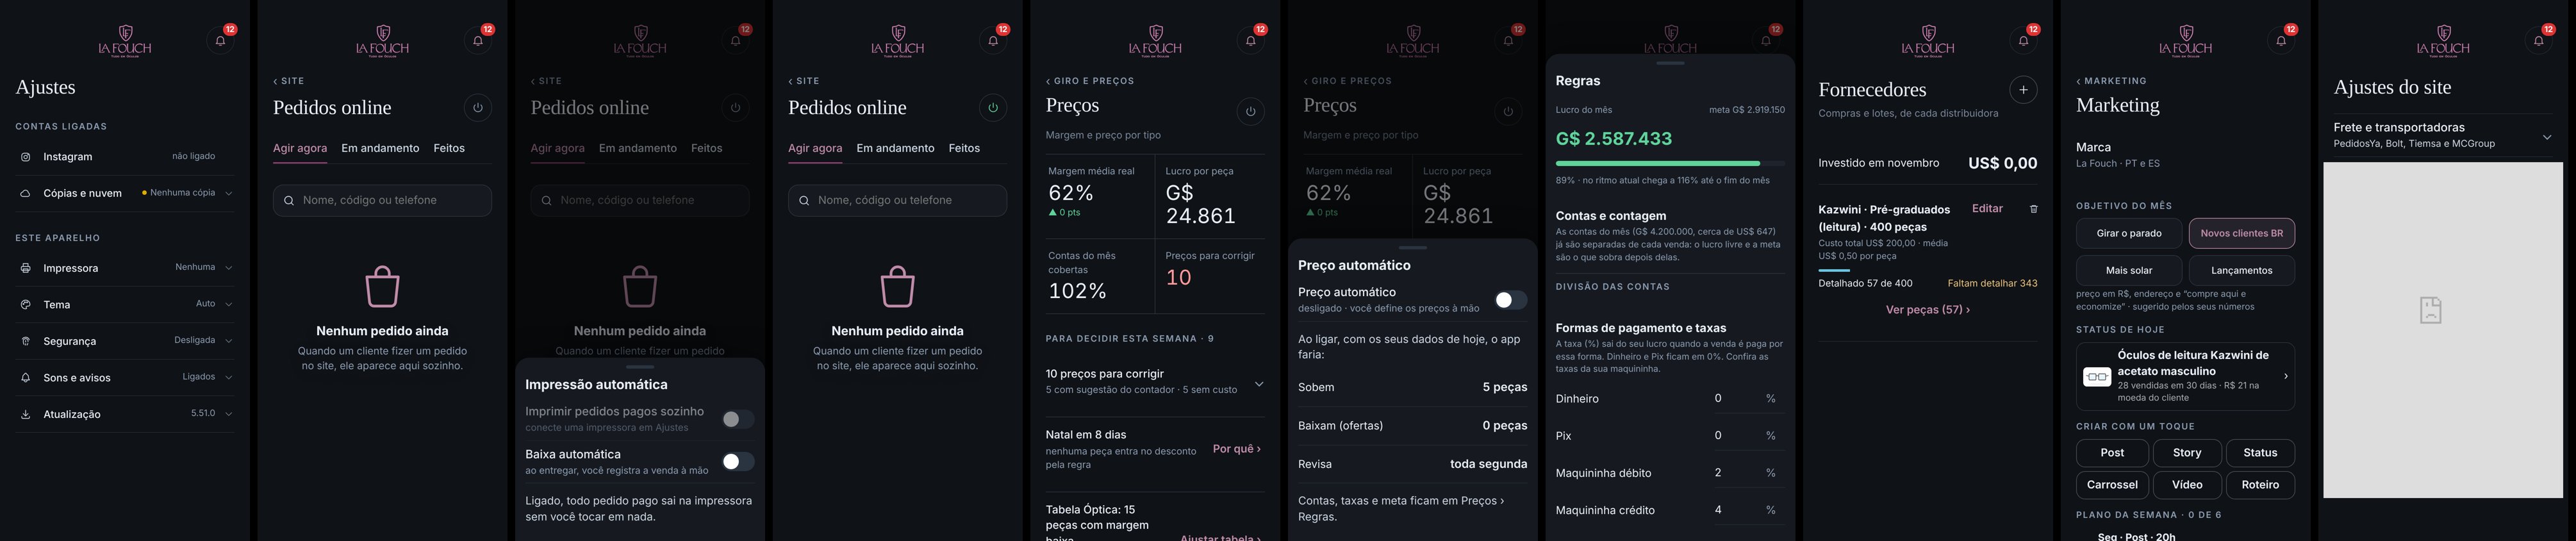 LA FOUCH
12
Ajustes
CONTAS LIGADAS
Instagram
não ligado
Cópias e nuvem
Nenhuma cópia
ESTE APARELHO
Impressora
Nenhuma
Tema
Auto
Segurança
Desligada
Sons e avisos
Ligados
Atualização
5.51.0
LA FOUCH
12
‹ SITE
Pedidos online
Agir agora
Em andamento
Feitos
Nome, código ou telefone
Nenhum pedido ainda
Quando um cliente fizer um pedido
no site, ele aparece aqui sozinho.
LA FOUCH
12
‹ SITE
Pedidos online
Agir agora
Em andamento
Feitos
Nome, código ou telefone
Nenhum pedido ainda
Quando um cliente fizer um pedido
Impressão automática
Imprimir pedidos pagos sozinho
conecte uma impressora em Ajustes
Baixa automática
ao entregar, você registra a venda à mão
Ligado, todo pedido pago sai na impressora
sem você tocar em nada.
LA FOUCH
12
‹ SITE
Pedidos online
Agir agora
Em andamento
Feitos
Nome, código ou telefone
Nenhum pedido ainda
Quando um cliente fizer um pedido
no site, ele aparece aqui sozinho.
LA FOUCH
12
‹ GIRO E PREÇOS
Preços
Margem e preço por tipo
Margem média real
62%
▲ 0 pts
Lucro por peça
G$
24.861
Contas do mês
cobertas
102%
Preços para corrigir
10
PARA DECIDIR ESTA SEMANA · 9
10 preços para corrigir
5 com sugestão do contador · 5 sem custo
Natal em 8 dias
nenhuma peça entra no desconto
pela regra
Por quê ›
Tabela Óptica: 15
peças com margem
baixa
Ajustar tabela ›
LA FOUCH
12
‹ GIRO E PREÇOS
Preços
Margem e preço por tipo
Margem média real
62%
▲ 0 pts
Lucro por peça
G$
24.861
Preço automático
Preço automático
desligado · você define os preços à mão
Ao ligar, com os seus dados de hoje, o app
faria:
Sobem
5 peças
Baixam (ofertas)
0 peças
Revisa
toda segunda
Contas, taxas e meta ficam em Preços ›
Regras.
LA FOUCH
12
Regras
Lucro do mês
meta G$ 2.919.150
G$ 2.587.433
89% · no ritmo atual chega a 116% até o fim do mês
Contas e contagem
As contas do mês (G$ 4.200.000, cerca de US$ 647)
já são separadas de cada venda: o lucro livre e a meta
são o que sobra depois delas.
DIVISÃO DAS CONTAS
Formas de pagamento e taxas
A taxa (%) sai do seu lucro quando a venda é paga por
essa forma. Dinheiro e Pix ficam em 0%. Confira as
taxas da sua maquininha.
Dinheiro
0
%
Pix
0
%
Maquininha débito
2
%
Maquininha crédito
4
%
LA FOUCH
12
Fornecedores
Compras e lotes, de cada distribuidora
Investido em novembro
US$ 0,00
Kazwini · Pré-graduados
(leitura) · 400 peças
Editar
Custo total US$ 200,00 · média
US$ 0,50 por peça
Detalhado 57 de 400
Faltam detalhar 343
Ver peças (57) ›
LA FOUCH
12
‹ MARKETING
Marketing
Marca
La Fouch · PT e ES
OBJETIVO DO MÊS
Girar o parado
Novos clientes BR
Mais solar
Lançamentos
preço em R$, endereço e “compre aqui e
economize” · sugerido pelos seus números
STATUS DE HOJE
Óculos de leitura Kazwini de
acetato masculino
28 vendidas em 30 dias · R$ 21 na
moeda do cliente
CRIAR COM UM TOQUE
Post
Story
Status
Carrossel
Vídeo
Roteiro
PLANO DA SEMANA · 0 DE 6
Seg · Post · 20h
LA FOUCH
12
Ajustes do site
Frete e transportadoras
PedidosYa, Bolt, Tiemsa e MCGroup